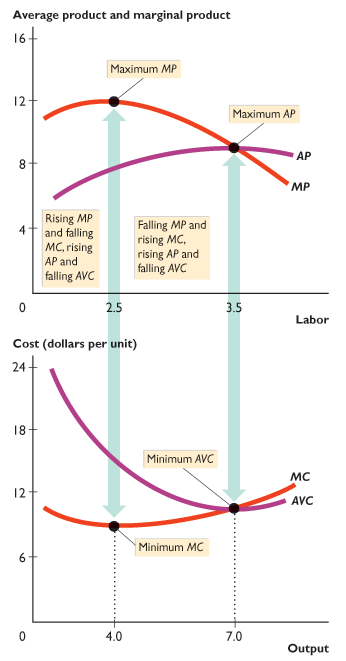 Average product and marginal product
16
Maximum MP
12
Maximum AP
AP
8
MP
Rising MP
and falling
MC, rising
AP and
falling AVC
Falling MP and
rising MC,
rising AP and
falling AVC
4
0
2.5
3.5
Labor
Cost (dollars per unit)
24
18
Minimum AVC
MC
12
AVC
Minimum MC
6
0
4.0
7.0
Output